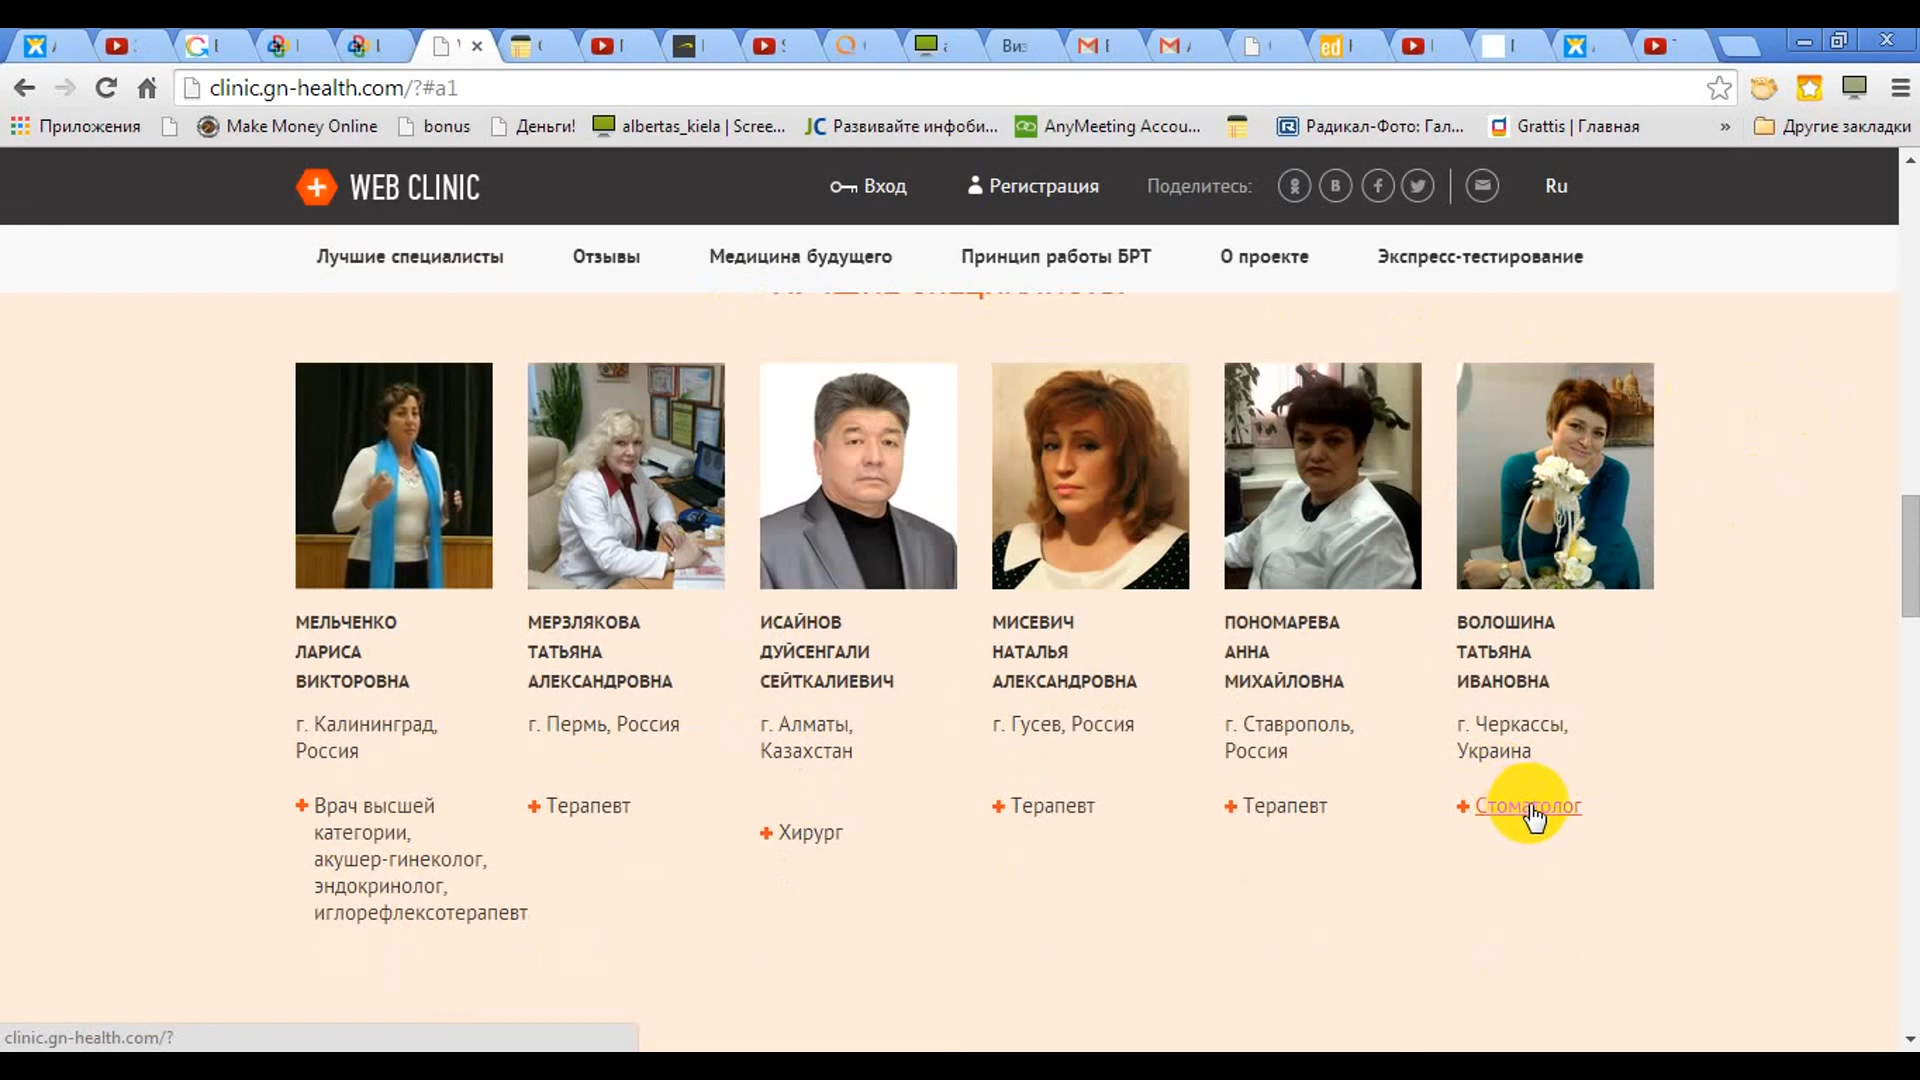 clinic.gn-health.com/?#a1
Приложения
Make Money Online
bonus
Деньги!
albertas_kiela | Scree...
Развивайте инфоби...
AnyMeeting Accou...
Радикал-Фото: Гал...
Grattis | Главная
»
Другие закладки
WEB CLINIC
Вход
Регистрация
Поделитесь:
Ru
Лучшие специалисты
Отзывы
Медицина будущего
Принцип работы БРТ
О проекте
Экспресс-тестирование
МЕЛЬЧЕНКО
ЛАРИСА
ВИКТОРОВНА
г. Калининград,
Россия
Врач высшей
категории,
акушер-гинеколог,
эндокринолог,
иглорефлексотерапевт
МЕРЗЛЯКОВА
ТАТЬЯНА
АЛЕКСАНДРОВНА
г. Пермь, Россия
Терапевт
ИСАЙНОВ
ДУЙСЕНГАЛИ
СЕЙТКАЛИЕВИЧ
г. Алматы,
Казахстан
Хирург
МИСЕВИЧ
НАТАЛЬЯ
АЛЕКСАНДРОВНА
г. Гусев, Россия
Терапевт
ПОНОМАРЕВА
АННА
МИХАЙЛОВНА
г. Ставрополь,
Россия
Терапевт
ВОЛОШИНА
ТАТЬЯНА
ИВАНОВНА
г. Черкассы,
Украина
Стоматолог
clinic.gn-health.com/?